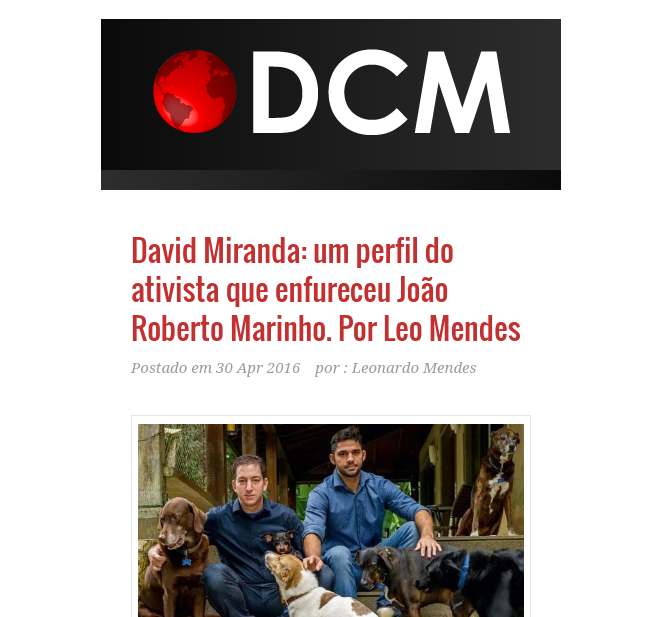 DCM
David Miranda: um perfil do
ativista que enfureceu João
Roberto Marinho. Por Leo Mendes
Postado em 30 Apr 2016 por : Leonardo Mendes